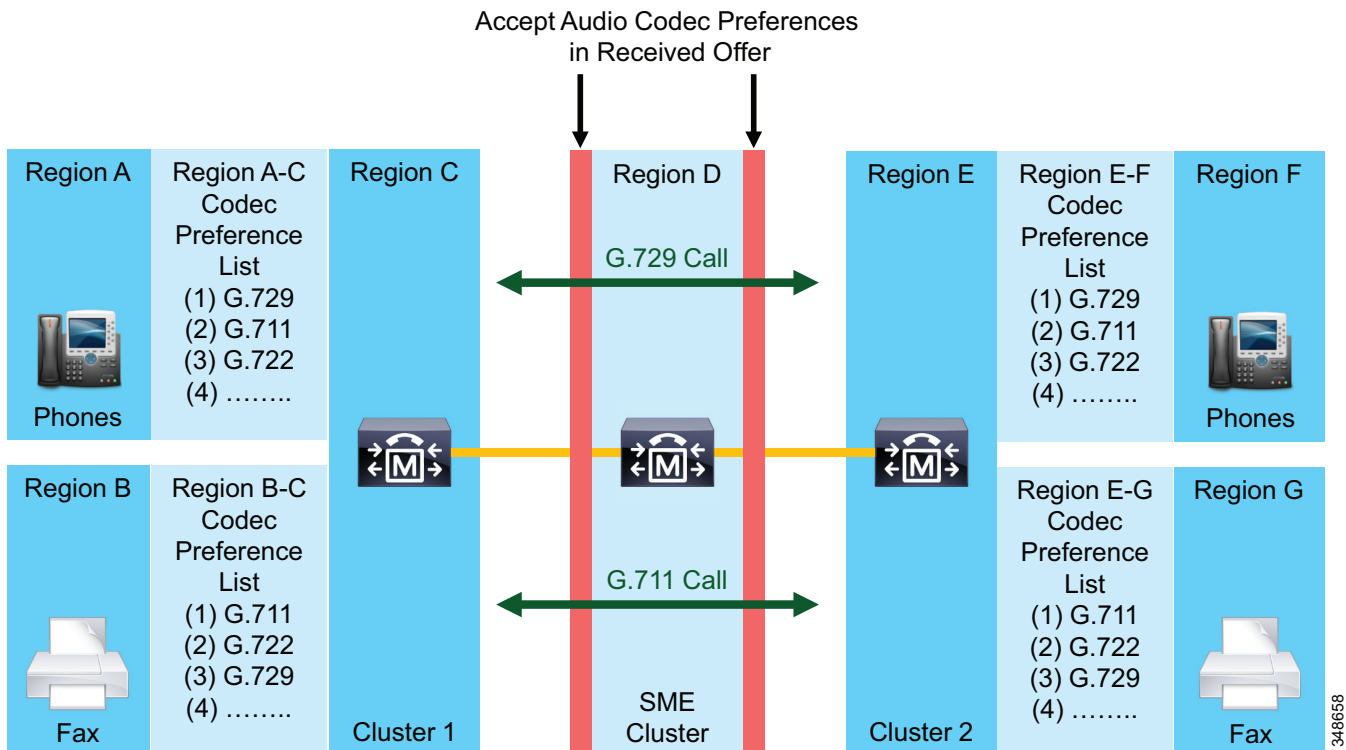 Accept Audio Codec Preferences
in Received Offer
Region A
Phones
Region A-C
Codec
Preference
List
(1) G.729
(2) G.711
(3) G.722
(4) ........
Region B
Fax
Region B-C
Codec
Preference
List
(1) G.711
(2) G.722
(3) G.729
(4) ........
Region C
M
Cluster 1
Region D
G.729 Call
M
G.711 Call
SME
Cluster
Region E
M
Cluster 2
Region E-F
Codec
Preference
List
(1) G.729
(2) G.711
(3) G.722
(4) ........
Region F
Phones
Region E-G
Codec
Preference
List
(1) G.711
(2) G.722
(3) G.729
(4) ........
Region G
Fax
348658